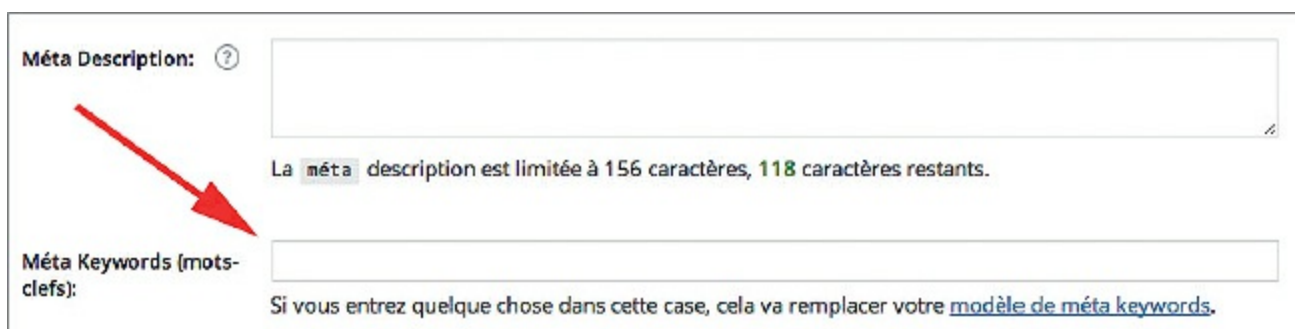 Méta Description: ?
La méta description est limitée à 156 caractères, 118 caractères restants.
Méta Keywords (mots-
clefs):
Si vous entrez quelque chose dans cette case, cela va remplacer votre modèle de méta keywords.